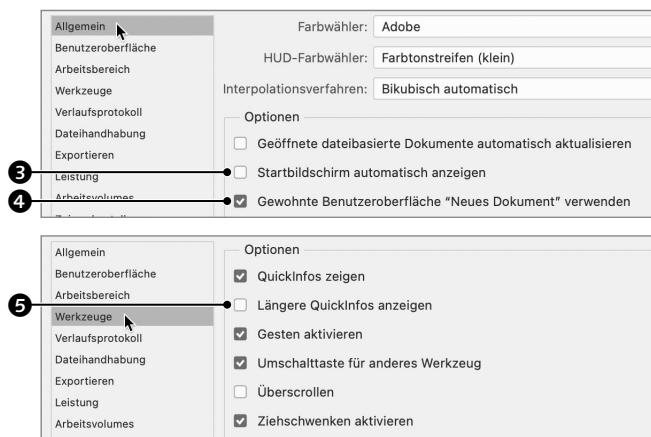 Allgemein
Benutzeroberfläche
Arbeitsbereich
Werkzeuge
Verlaufsprotokoll
Dateihandhabung
Exportieren
Leistung
Arbeitsvolumes
Farbwähler: Adobe
HUD-Farbwähler: Farbtonstreifen (klein)
Interpolationsverfahren: Bikubisch automatisch
Optionen
Geöffnete dateibasierte Dokumente automatisch aktualisieren
3 Startbildschirm automatisch anzeigen
4 Gewohnte Benutzeroberfläche “Neues Dokument” verwenden
Allgemein
Benutzeroberfläche
Arbeitsbereich
Werkzeuge
Verlaufsprotokoll
Dateihandhabung
Exportieren
Leistung
Arbeitsvolumes
Optionen
QuickInfos zeigen
5 Längere QuickInfos anzeigen
Gesten aktivieren
Umschalttaste für anderes Werkzeug
Überscrollen
Ziehschwenken aktivieren